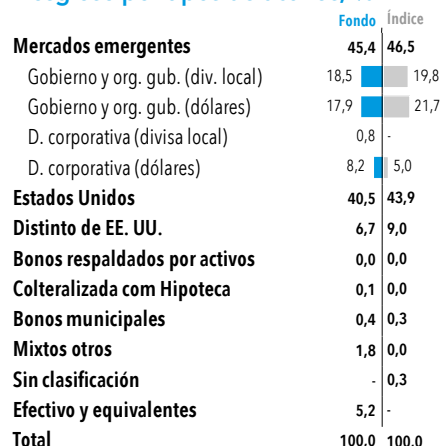 Fondo Índice
Mercados emergentes 45,4 46,5
Gobierno y org. gub. (div. local) 18,5 19,8
Gobierno y org. gub. (dólares) 17,9 21,7
D. corporativa (divisa local) 0,8 -
D. corporativa (dólares) 8,2 5,0
Estados Unidos 40,5 43,9
Distinto de EE. UU. 6,7 9,0
Bonos respaldados por activos 0,0 0,0
Colteralizada com Hipoteca 0,1 0,0
Bonos municipales 0,4 0,3
Mixtos otros 1,8 0,0
Sin clasificación - 0,3
Efectivo y equivalentes 5,2 -
Total 100,0 100,0